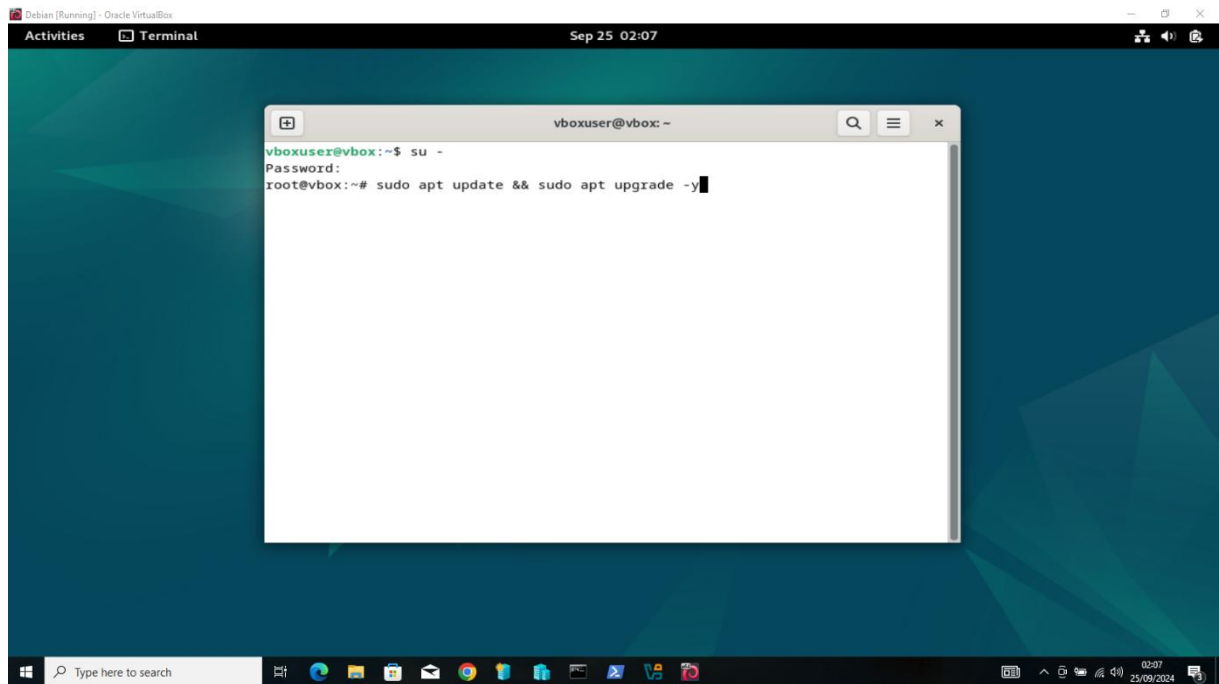 Debian [Running] - Oracle VirtualBox
Activities Terminal Sep 25 02:07
vboxuser@vbox: ~
vboxuser@vbox:~$ su -
Password:
root@vbox:~# sudo apt update && sudo apt upgrade -y
Type here to search
02:07
25/09/2024
3